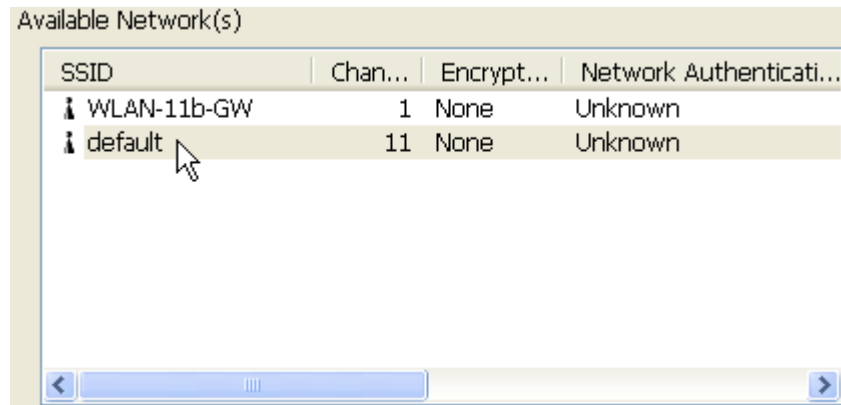 Available Network(s)
SSID Chan... Encrypt... Network Authenticati...
WLAN-11b-GW 1 None Unknown
default 11 None Unknown